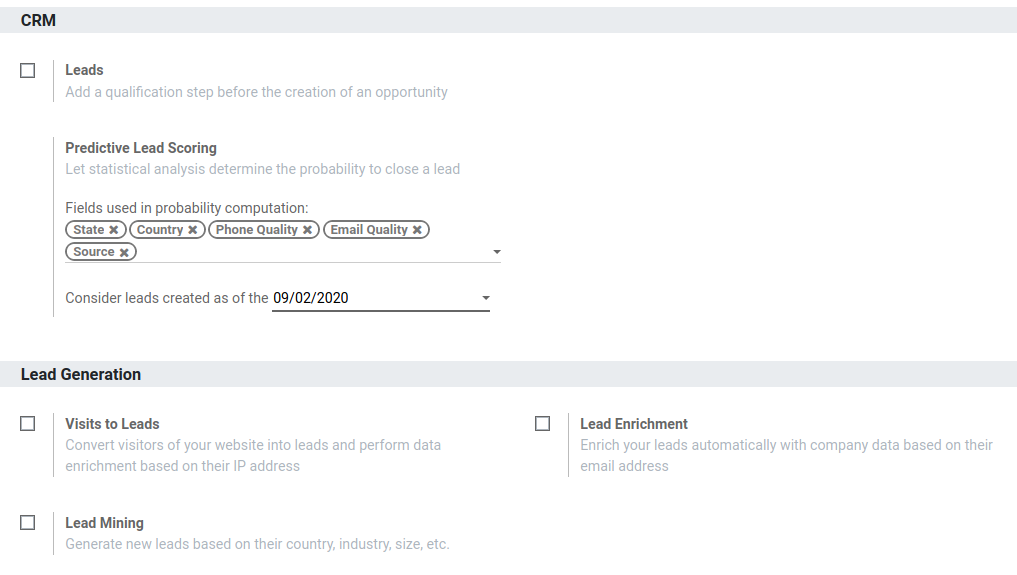 CRM
Leads
Add a qualification step before the creation of an opportunity
Predictive Lead Scoring
Let statistical analysis determine the probability to close a lead
Fields used in probability computation:
State ✖ Country ✖ Phone Quality ✖ Email Quality ✖
Source ✖
Consider leads created as of the 09/02/2020
Lead Generation
Visits to Leads
Convert visitors of your website into leads and perform data
enrichment based on their IP address
Lead Enrichment
Enrich your leads automatically with company data based on their
email address
Lead Mining
Generate new leads based on their country, industry, size, etc.